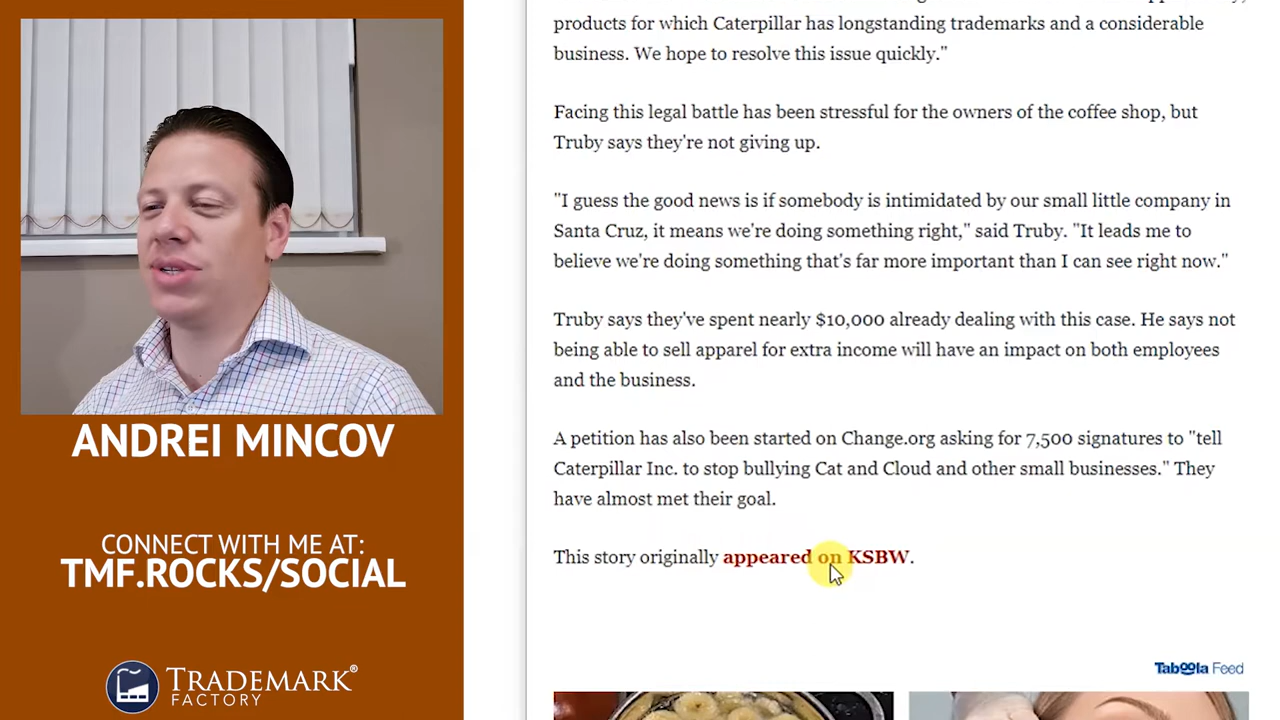 products for which Caterpillar has longstanding trademarks and a considerable
business. We hope to resolve this issue quickly."
Facing this legal battle has been stressful for the owners of the coffee shop, but
Truby says they're not giving up.
"I guess the good news is if somebody is intimidated by our small little company in
Santa Cruz, it means we're doing something right," said Truby. "It leads me to
believe we're doing something that's far more important than I can see right now."
Truby says they've spent nearly $10,000 already dealing with this case. He says not
being able to sell apparel for extra income will have an impact on both employees
and the business.
A petition has also been started on Change.org asking for 7,500 signatures to "tell
Caterpillar Inc. to stop bullying Cat and Cloud and other small businesses." They
have almost met their goal.
This story originally appeared on KSBW.
Taboola Feed
ANDREI MINCOV
CONNECT WITH ME AT:
TMF.ROCKS/SOCIAL
TRADEMARK®
FACTORY